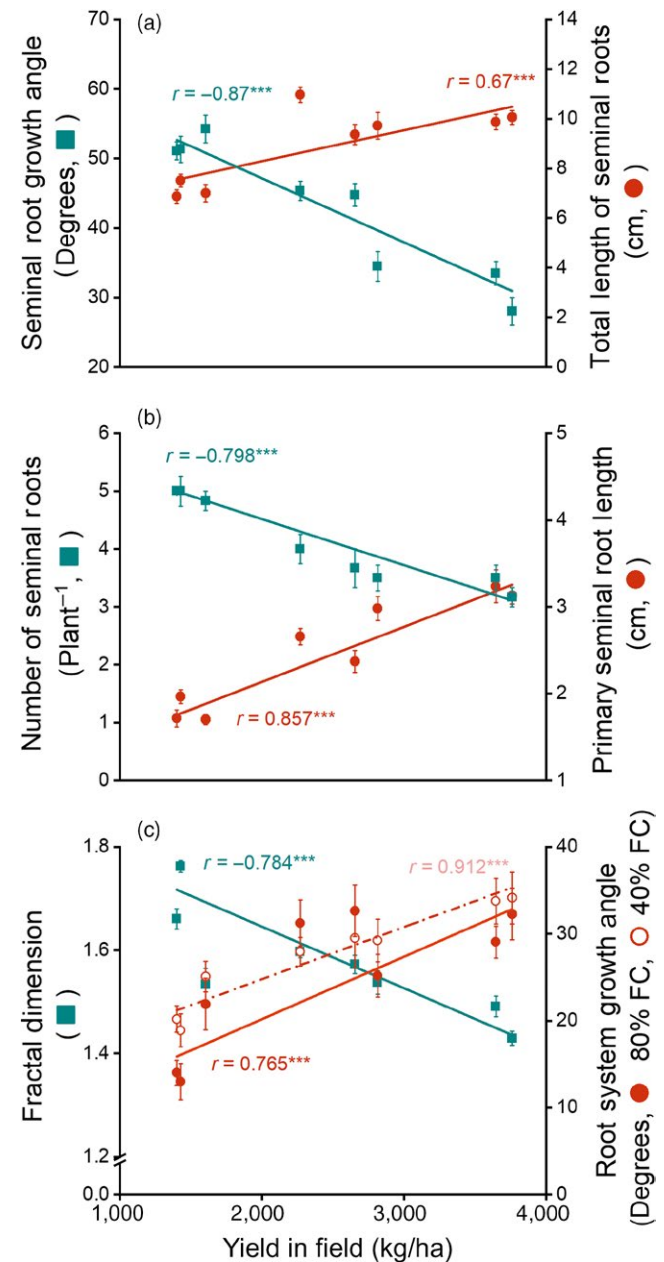 (a)
70
60
50
40
30
20
Seminal root growth angle
(Degrees, ■)
r = −0.87***
r = 0.67***
14
12
10
8
6
4
2
0
Total length of seminal roots
(cm, ●)
(b)
6
5
4
3
2
1
0
Number of seminal roots
(Plant⁻¹, ■)
r = −0.798***
r = 0.857***
5
4
3
2
1
Primary seminal root length
(cm, ●)
(c)
1.8
1.6
1.4
1.2
0.0
Fractal dimension
(■)
r = −0.784***
r = 0.912***
r = 0.765***
40
30
20
10
0
Root system growth angle
(Degrees, ● 80% FC, ○ 40% FC)
1,000
2,000
3,000
4,000
Yield in field (kg/ha)